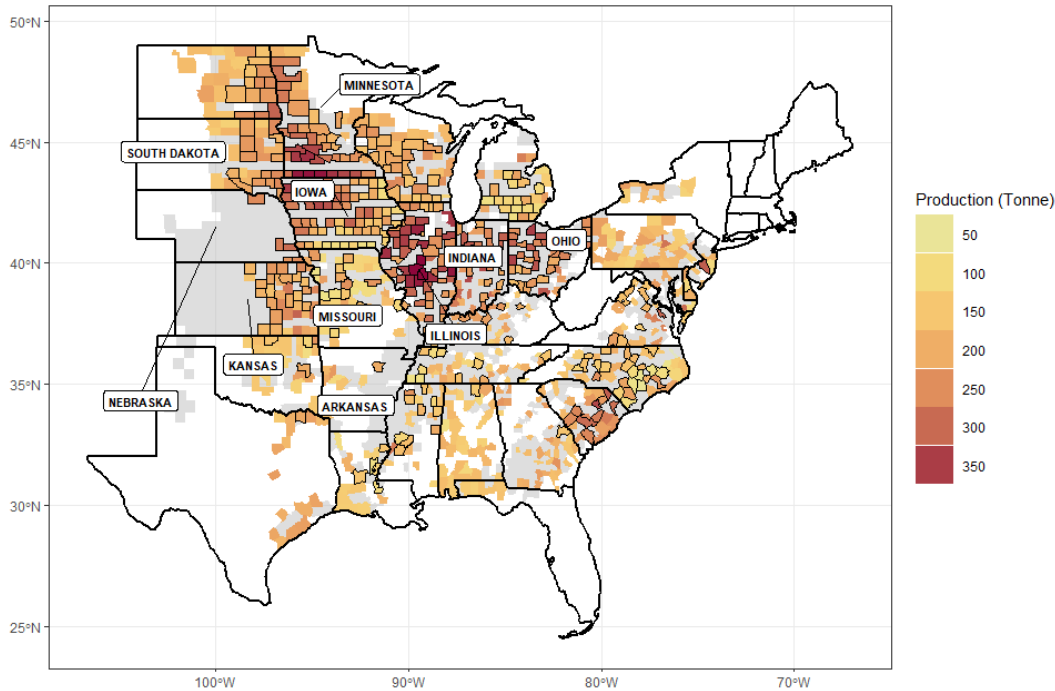 50°N
45°N
40°N
35°N
30°N
25°N
MINNESOTA
SOUTH DAKOTA
IOWA
OHIO
INDIANA
MISSOURI
ILLINOIS
KANSAS
NEBRASKA
ARKANSAS
100°W
90°W
80°W
70°W
Production (Tonne)
50
100
150
200
250
300
350